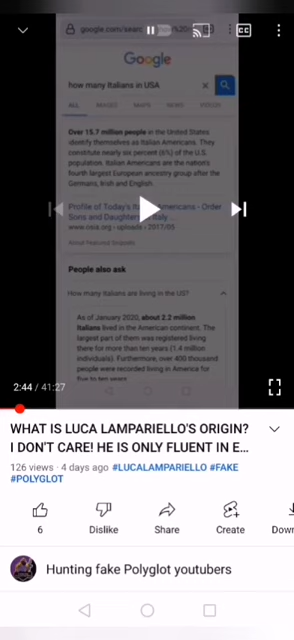 google.com/searc
Google
how many Italians in USA
ALL IMAGES MAPS NEWS VIDEOS
Over 15.7 million people in the United States
identify themselves as Italian Americans. They
constitute nearly six percent (6%) of the U.S.
population. Italian Americans are the nation's
fourth largest European ancestry group after the
Germans, Irish and English.
Profile of Today's Americans - Order
Sons and Daughters Italy ...
www.osia.org › uploads › 2017/05
About Featured Snippets
People also ask
How many Italians are living in the US?
As of January 2020, about 2.2 million
Italians lived in the American continent. The
largest part of them was registered living
there for more than ten years (1.4 million
individuals). Furthermore, over 400 thousand
people were recorded living in America for
five to ten years
2:44 / 41:27
WHAT IS LUCA LAMPARIELLO'S ORIGIN?
I DON'T CARE! HE IS ONLY FLUENT IN E...
126 views · 4 days ago #LUCALAMPARIELLO #FAKE
#POLYGLOT
6 Dislike Share Create Down
Hunting fake Polyglot youtubers